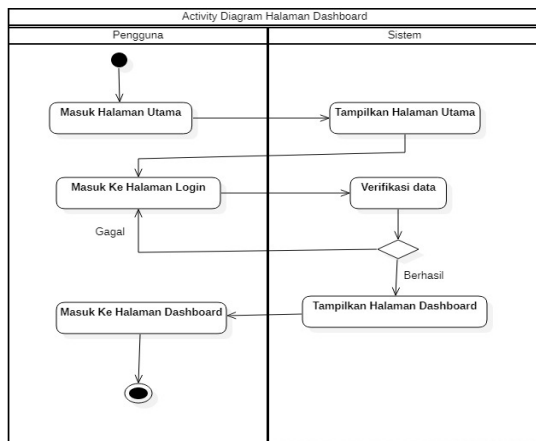 Activity Diagram Halaman Dashboard
Pengguna
Sistem
Masuk Halaman Utama
Tampilkan Halaman Utama
Masuk Ke Halaman Login
Verifikasi data
Gagal
Berhasil
Masuk Ke Halaman Dashboard
Tampilkan Halaman Dashboard